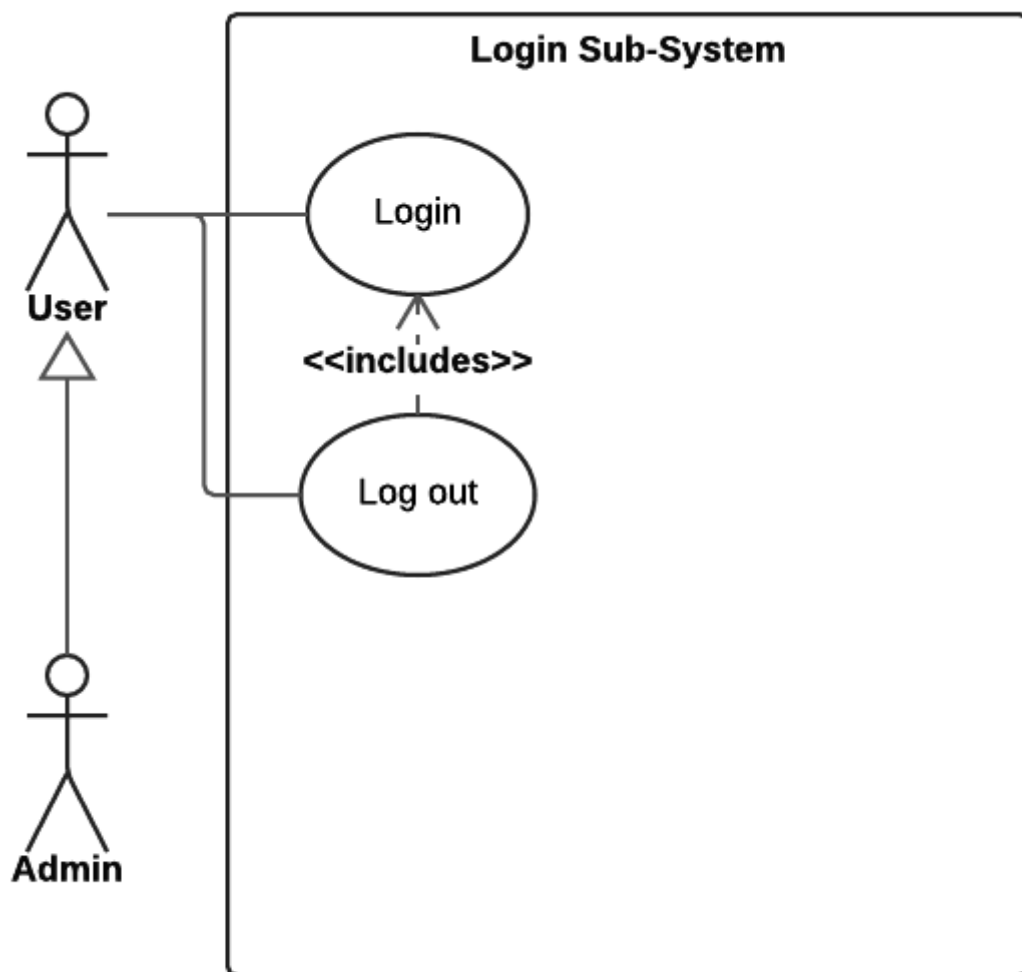 Login Sub-System
Login
User
<<includes>>
Log out
Admin